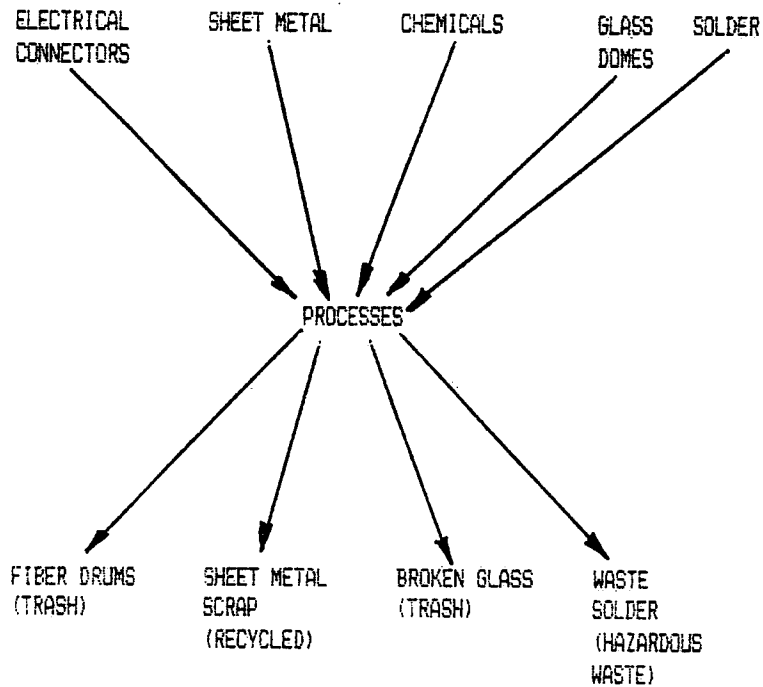 ELECTRICAL
CONNECTORS
SHEET METAL
CHEMICALS
GLASS
DOMES
SOLDER
PROCESSES
FIBER DRUMS
(TRASH)
SHEET METAL
SCRAP
(RECYCLED)
BROKEN GLASS
(TRASH)
WASTE
SOLDER
(HAZARDOUS
WASTE)